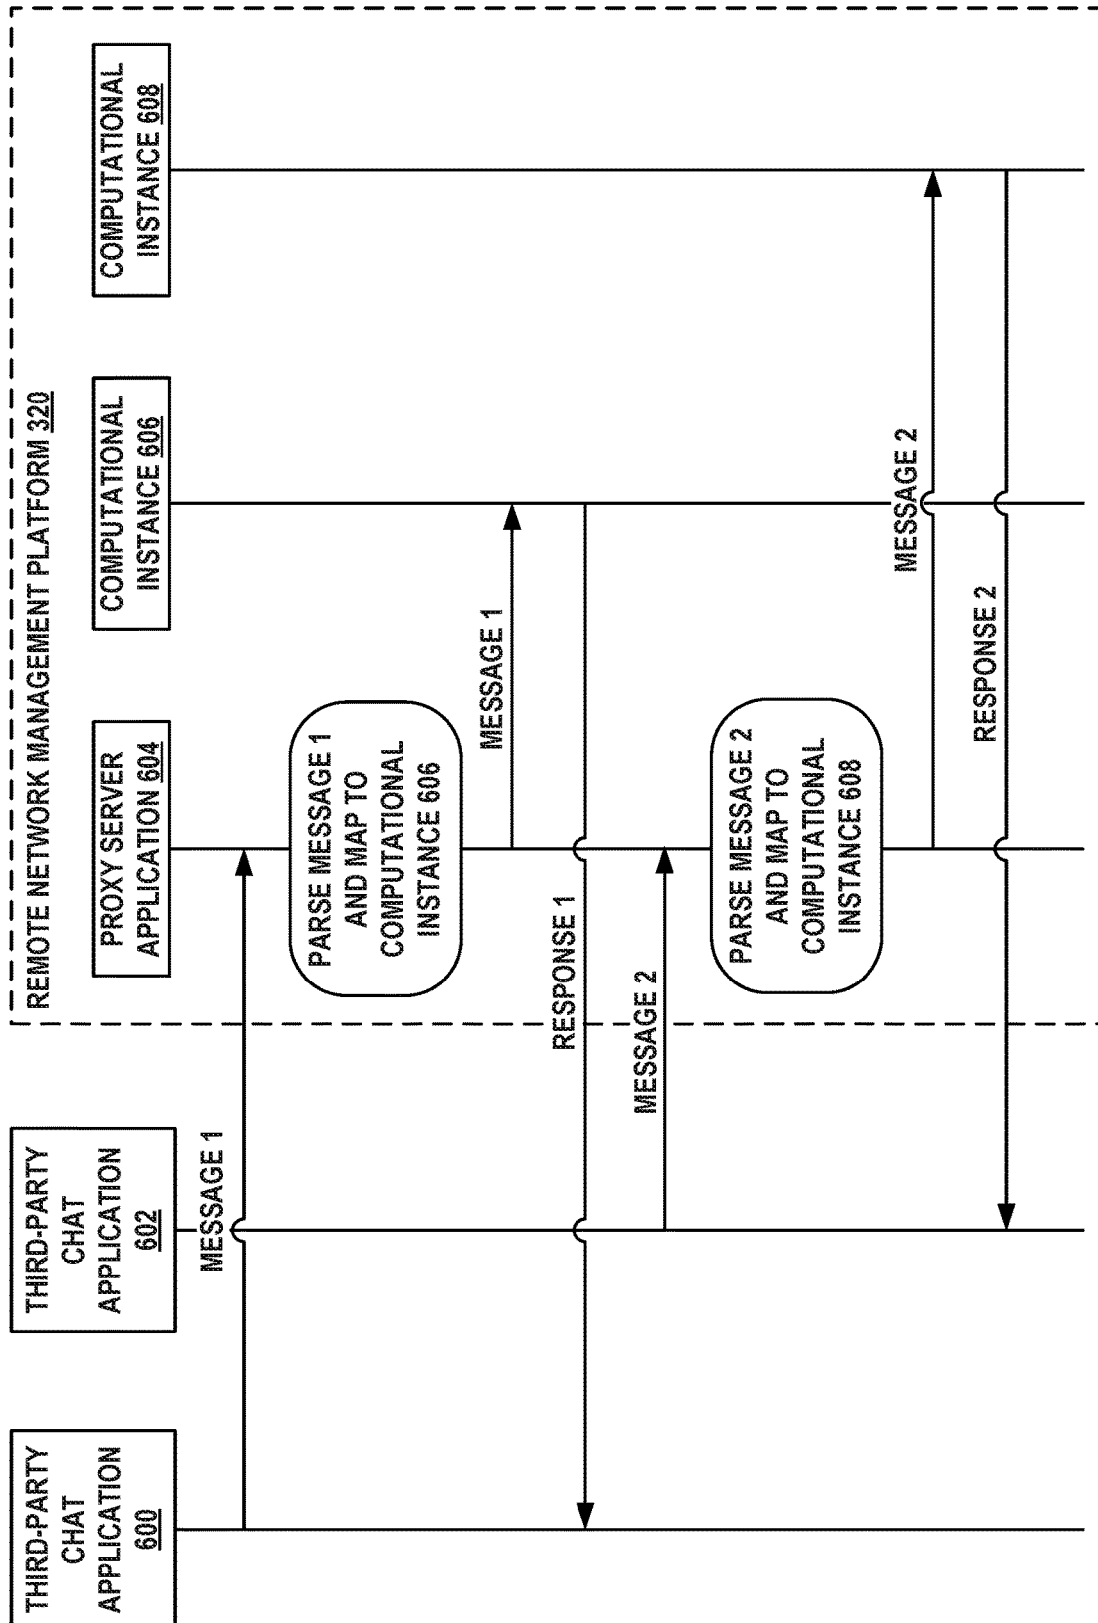 REMOTE NETWORK MANAGEMENT PLATFORM 320
THIRD-PARTY
CHAT
APPLICATION
600
THIRD-PARTY
CHAT
APPLICATION
602
PROXY SERVER
APPLICATION 604
COMPUTATIONAL
INSTANCE 606
COMPUTATIONAL
INSTANCE 608
MESSAGE 1
PARSE MESSAGE 1
AND MAP TO
COMPUTATIONAL
INSTANCE 606
MESSAGE 1
RESPONSE 1
MESSAGE 2
PARSE MESSAGE 2
AND MAP TO
COMPUTATIONAL
INSTANCE 608
MESSAGE 2
RESPONSE 2